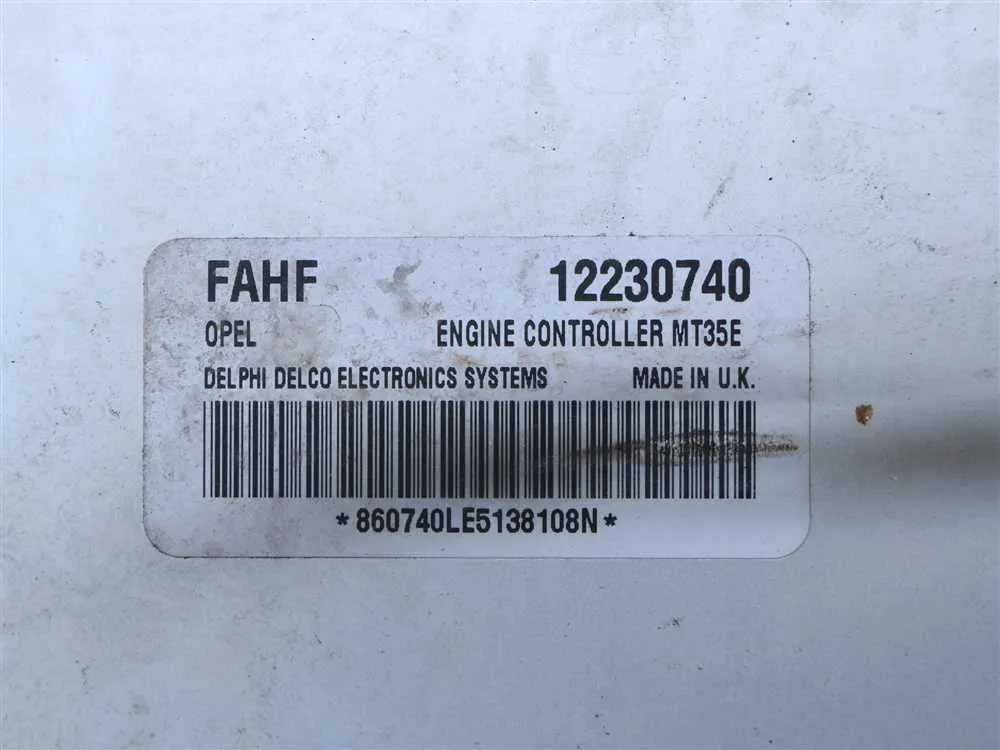 FAHF 12230740
OPEL ENGINE CONTROLLER MT35E
DELPHI DELCO ELECTRONICS SYSTEMS MADE IN U.K.
*860740LE5138108N*